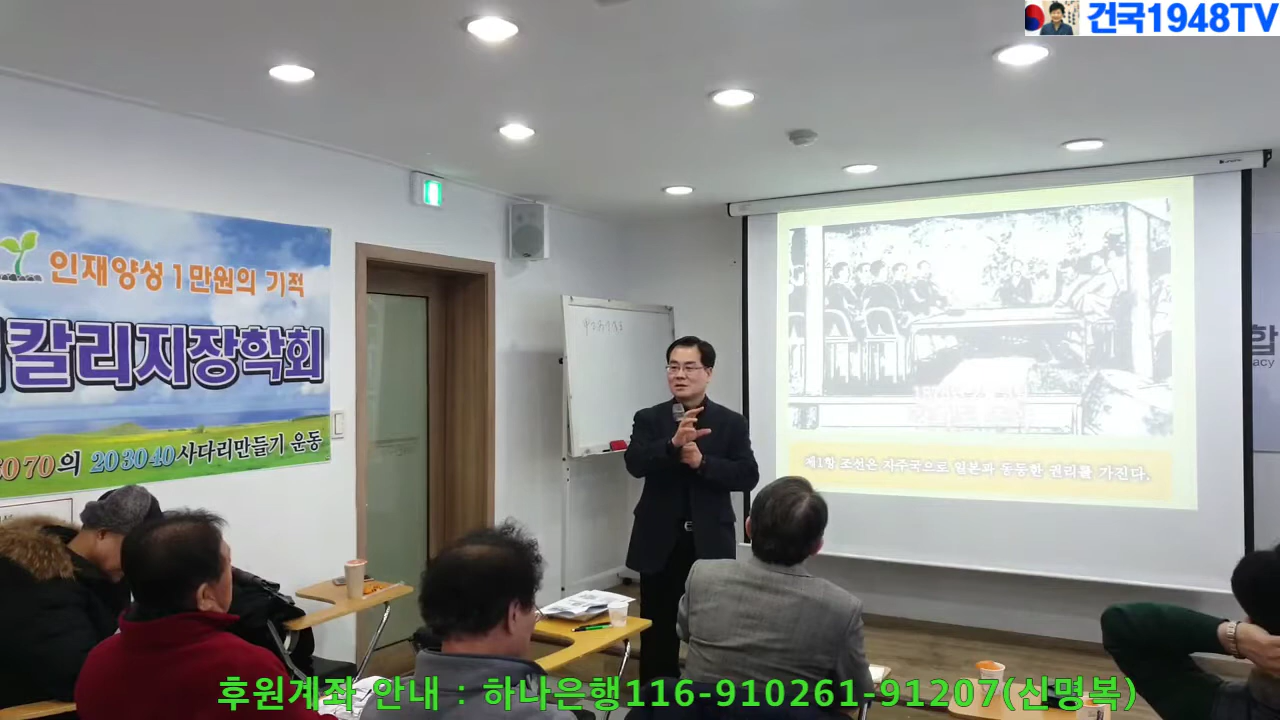 건국1948TV
인재양성 1만원의 기적
칼리지장학회
6070의 203040사다리만들기 운동
제1항 조선은 자주국으로 일본과 동등한 권리를 가진다.
합
acy
후원계좌 안내 : 하나은행116-910261-91207(신명복)